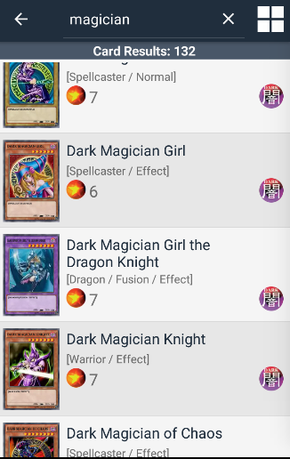 magician
Card Results: 132
[Spellcaster / Normal]
7
闇
Dark Magician Girl
[Spellcaster / Effect]
6
闇
Dark Magician Girl the
Dragon Knight
[Dragon / Fusion / Effect]
7
闇
Dark Magician Knight
[Warrior / Effect]
7
闇
Dark Magician of Chaos
[Spellcaster / Effect]